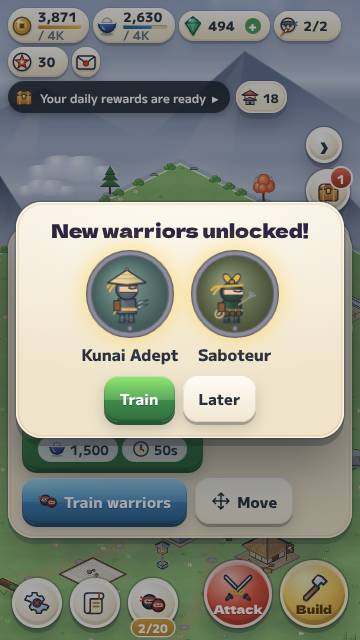 3,871
/ 4K
2,630
/ 4K
494
2/2
30
Your daily rewards are ready ▸
18
1
New warriors unlocked!
Kunai Adept
Saboteur
Train
Later
1,500
50s
Train warriors
Move
2/20
Attack
Build